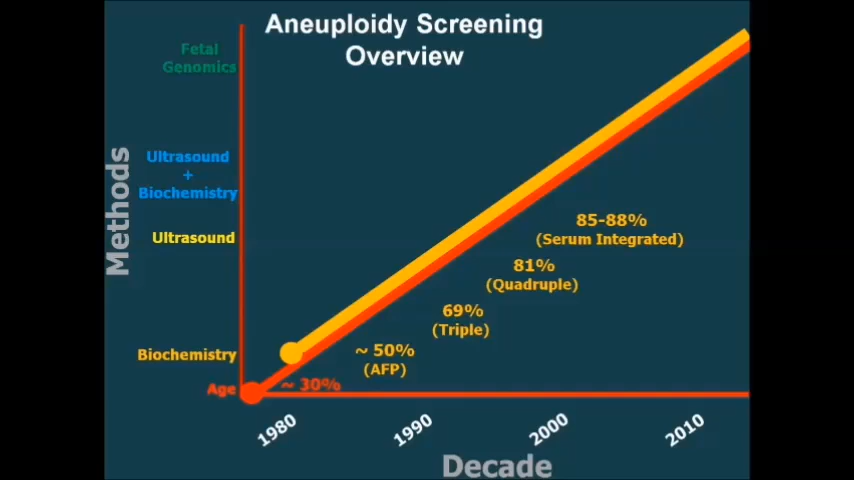 Aneuploidy Screening
Overview
Fetal
Genomics
Ultrasound
+
Biochemistry
Ultrasound
Biochemistry
Age
Methods
85-88%
(Serum Integrated)
81%
(Quadruple)
69%
(Triple)
~ 50%
(AFP)
~ 30%
1980
1990
2000
2010
Decade